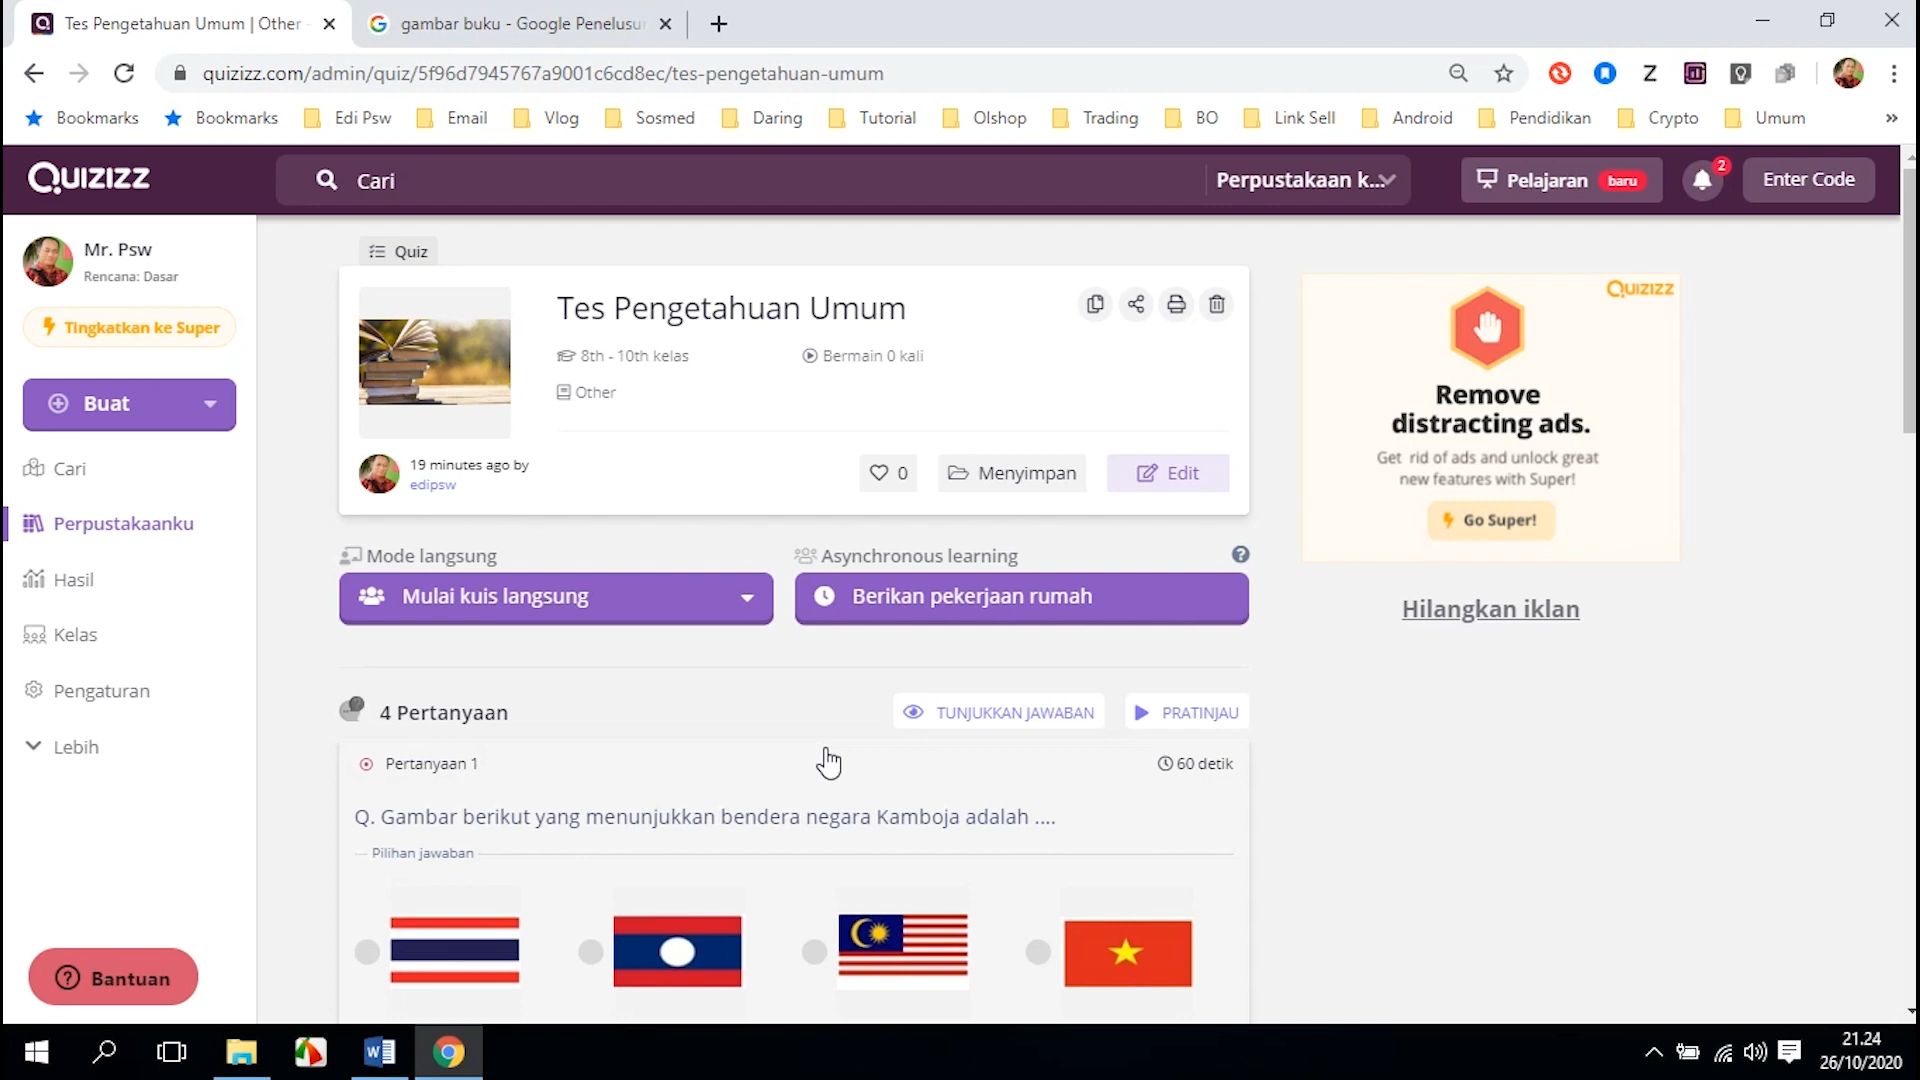 Tes Pengetahuan Umum | Other -
gambar buku - Google Penelusur
quizizz.com/admin/quiz/5f96d7945767a9001c6cd8ec/tes-pengetahuan-umum
Bookmarks Bookmarks Edi Psw Email Vlog Sosmed Daring Tutorial Olshop Trading BO Link Sell Android Pendidikan Crypto Umum »
QUIZIZZ
Cari
Perpustakaan k...
Pelajaran baru
2
Enter Code
Mr. Psw
Rencana: Dasar
Tingkatkan ke Super
Buat
Cari
Perpustakaanku
Hasil
Kelas
Pengaturan
Lebih
Bantuan
Quiz
Tes Pengetahuan Umum
8th - 10th kelas
Bermain 0 kali
Other
19 minutes ago by
edipsw
0
Menyimpan
Edit
Mode langsung
Mulai kuis langsung
Asynchronous learning
Berikan pekerjaan rumah
4 Pertanyaan
TUNJUKKAN JAWABAN
PRATINJAU
Pertanyaan 1
60 detik
Q. Gambar berikut yang menunjukkan bendera negara Kamboja adalah ....
Pilihan jawaban
QUIZIZZ
Remove
distracting ads.
Get rid of ads and unlock great
new features with Super!
Go Super!
Hilangkan iklan
21.24
26/10/2020